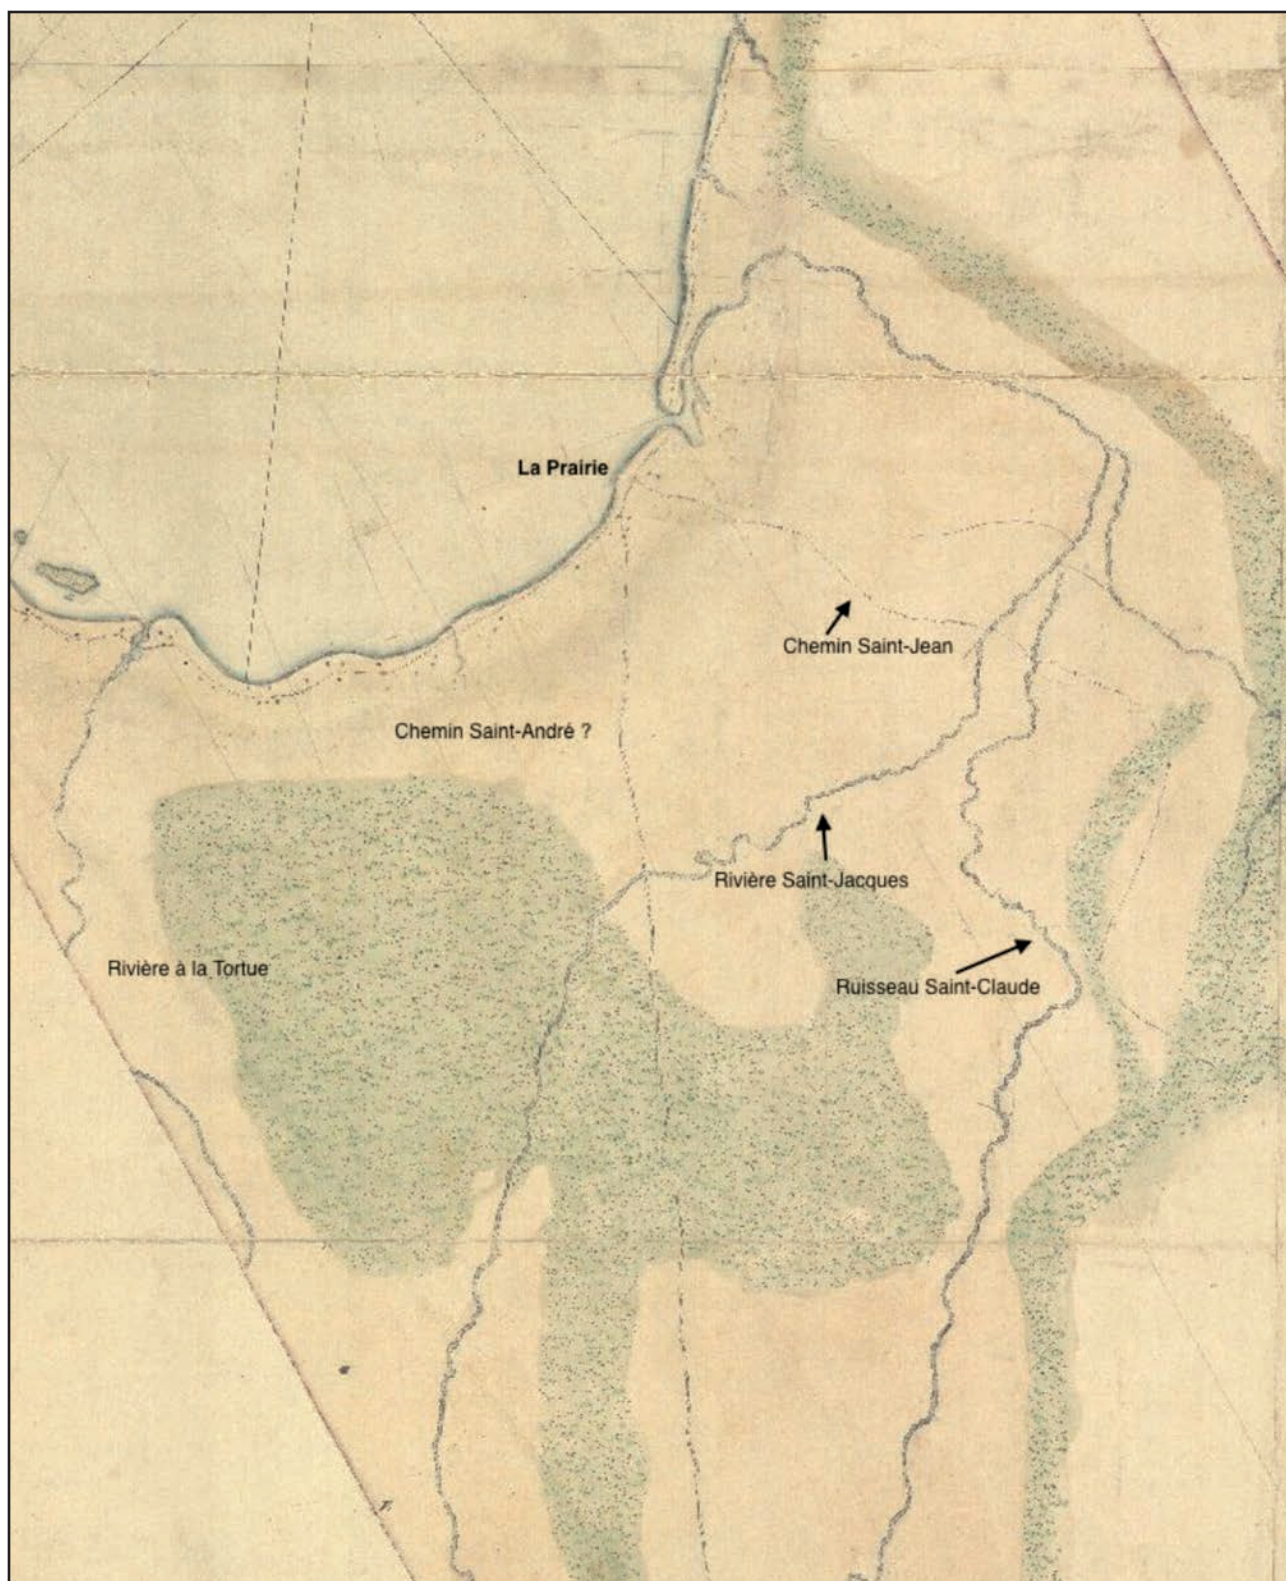 La Prairie
Chemin Saint-Jean
Chemin Saint-André ?
Rivière Saint-Jacques
Rivière à la Tortue
Ruisseau Saint-Claude